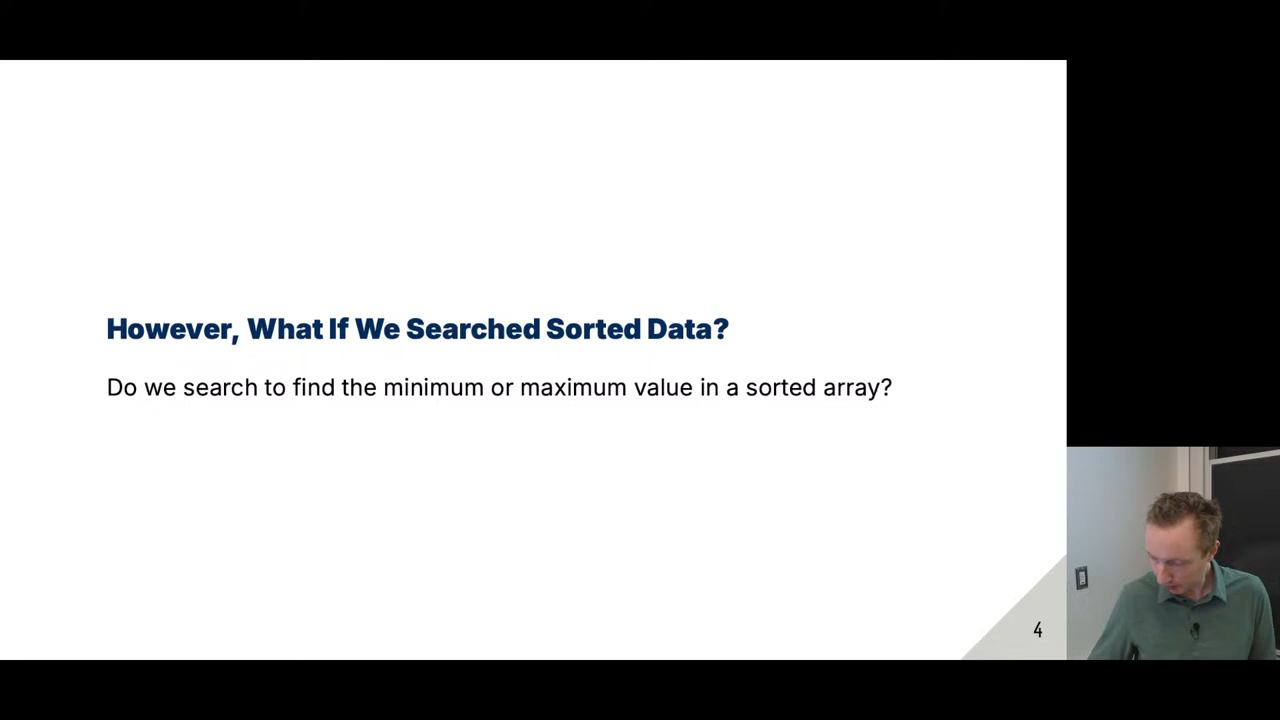 However, What If We Searched Sorted Data?
Do we search to find the minimum or maximum value in a sorted array?
4